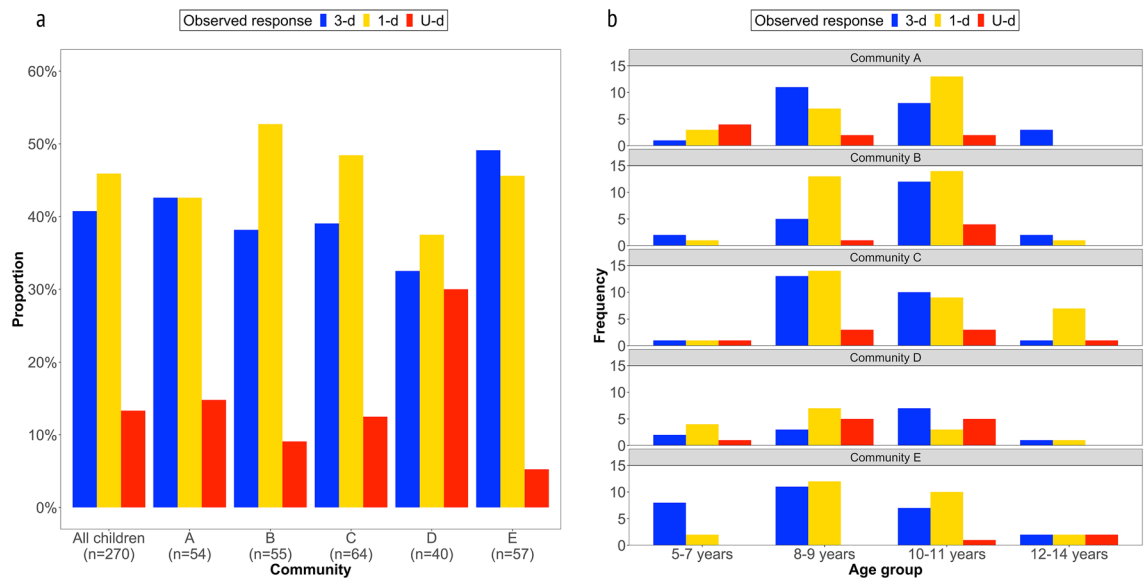 a
Observed response 3-d 1-d U-d
Proportion
60%
50%
40%
30%
20%
10%
0%
All children A B C D E
(n=270) (n=54) (n=55) (n=64) (n=40) (n=57)
Community
b
Observed response 3-d 1-d U-d
Frequency
Community A
15
10
5
0
Community B
15
10
5
0
Community C
15
10
5
0
Community D
15
10
5
0
Community E
15
10
5
0
5-7 years 8-9 years 10-11 years 12-14 years
Age group